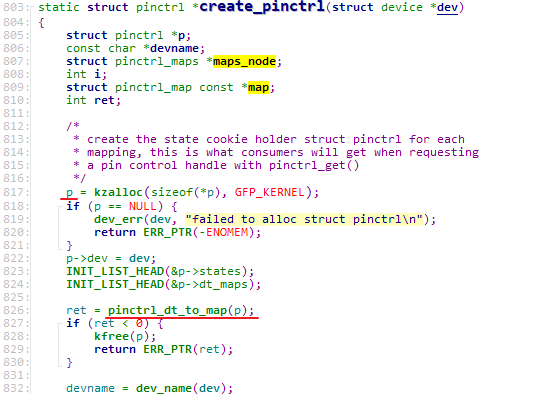 803: static struct pinctrl *create_pinctrl(struct device *dev)
804: {
805: struct pinctrl *p;
806: const char *devname;
807: struct pinctrl_maps *maps_node;
808: int i;
809: struct pinctrl_map const *map;
810: int ret;
811:
812: /*
813: * create the state cookie holder struct pinctrl for each
814: * mapping, this is what consumers will get when requesting
815: * a pin control handle with pinctrl_get()
816: */
817: p = kzalloc(sizeof(*p), GFP_KERNEL);
818: if (p == NULL) {
819: dev_err(dev, "failed to alloc struct pinctrl\n");
820: return ERR_PTR(-ENOMEM);
821: }
822: p->dev = dev;
823: INIT_LIST_HEAD(&p->states);
824: INIT_LIST_HEAD(&p->dt_maps);
825:
826: ret = pinctrl_dt_to_map(p);
827: if (ret < 0) {
828: kfree(p);
829: return ERR_PTR(ret);
830: }
831:
832: devname = dev_name(dev);